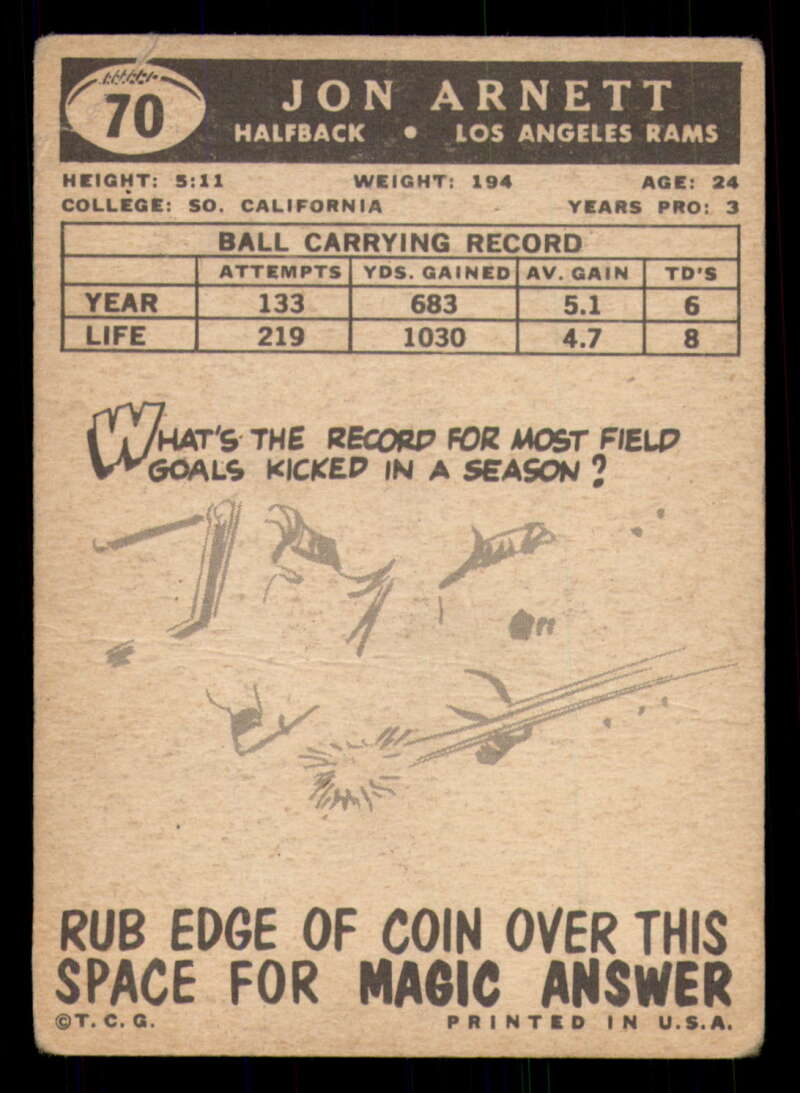 70
JON ARNETT
HALFBACK • LOS ANGELES RAMS
HEIGHT: 5:11 WEIGHT: 194 AGE: 24
COLLEGE: SO. CALIFORNIA YEARS PRO: 3
BALL CARRYING RECORD
ATTEMPTS YDS. GAINED AV. GAIN TD'S
YEAR 133 683 5.1 6
LIFE 219 1030 4.7 8
WHAT'S THE RECORD FOR MOST FIELD
GOALS KICKED IN A SEASON?
RUB EDGE OF COIN OVER THIS
SPACE FOR MAGIC ANSWER
©T. C. G. PRINTED IN U.S.A.